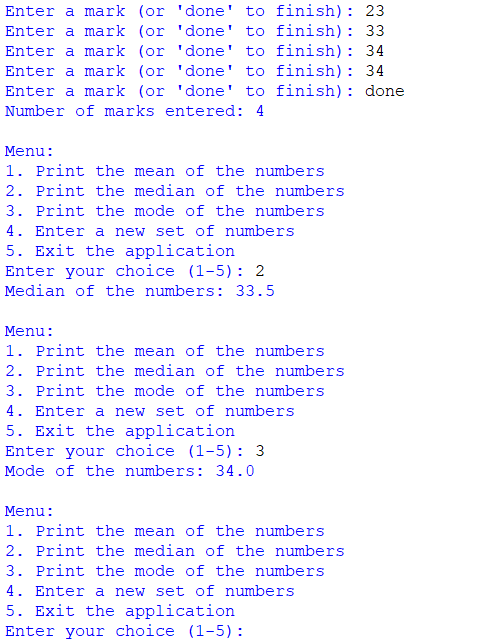 Enter a mark (or 'done' to finish): 23
Enter a mark (or 'done' to finish): 33
Enter a mark (or 'done' to finish): 34
Enter a mark (or 'done' to finish): 34
Enter a mark (or 'done' to finish): done
Number of marks entered: 4

Menu:
1. Print the mean of the numbers
2. Print the median of the numbers
3. Print the mode of the numbers
4. Enter a new set of numbers
5. Exit the application
Enter your choice (1-5): 2
Median of the numbers: 33.5

Menu:
1. Print the mean of the numbers
2. Print the median of the numbers
3. Print the mode of the numbers
4. Enter a new set of numbers
5. Exit the application
Enter your choice (1-5): 3
Mode of the numbers: 34.0

Menu:
1. Print the mean of the numbers
2. Print the median of the numbers
3. Print the mode of the numbers
4. Enter a new set of numbers
5. Exit the application
Enter your choice (1-5):